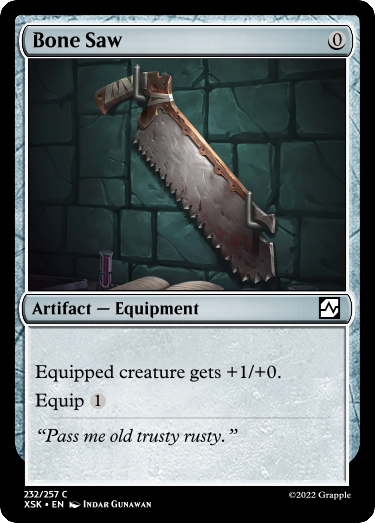 Bone Saw 0
Artifact — Equipment
Equipped creature gets +1/+0.
Equip 1
“Pass me old trusty rusty.”
232/257 C
XSK • EN Indar Gunawan
©2022 Grapple